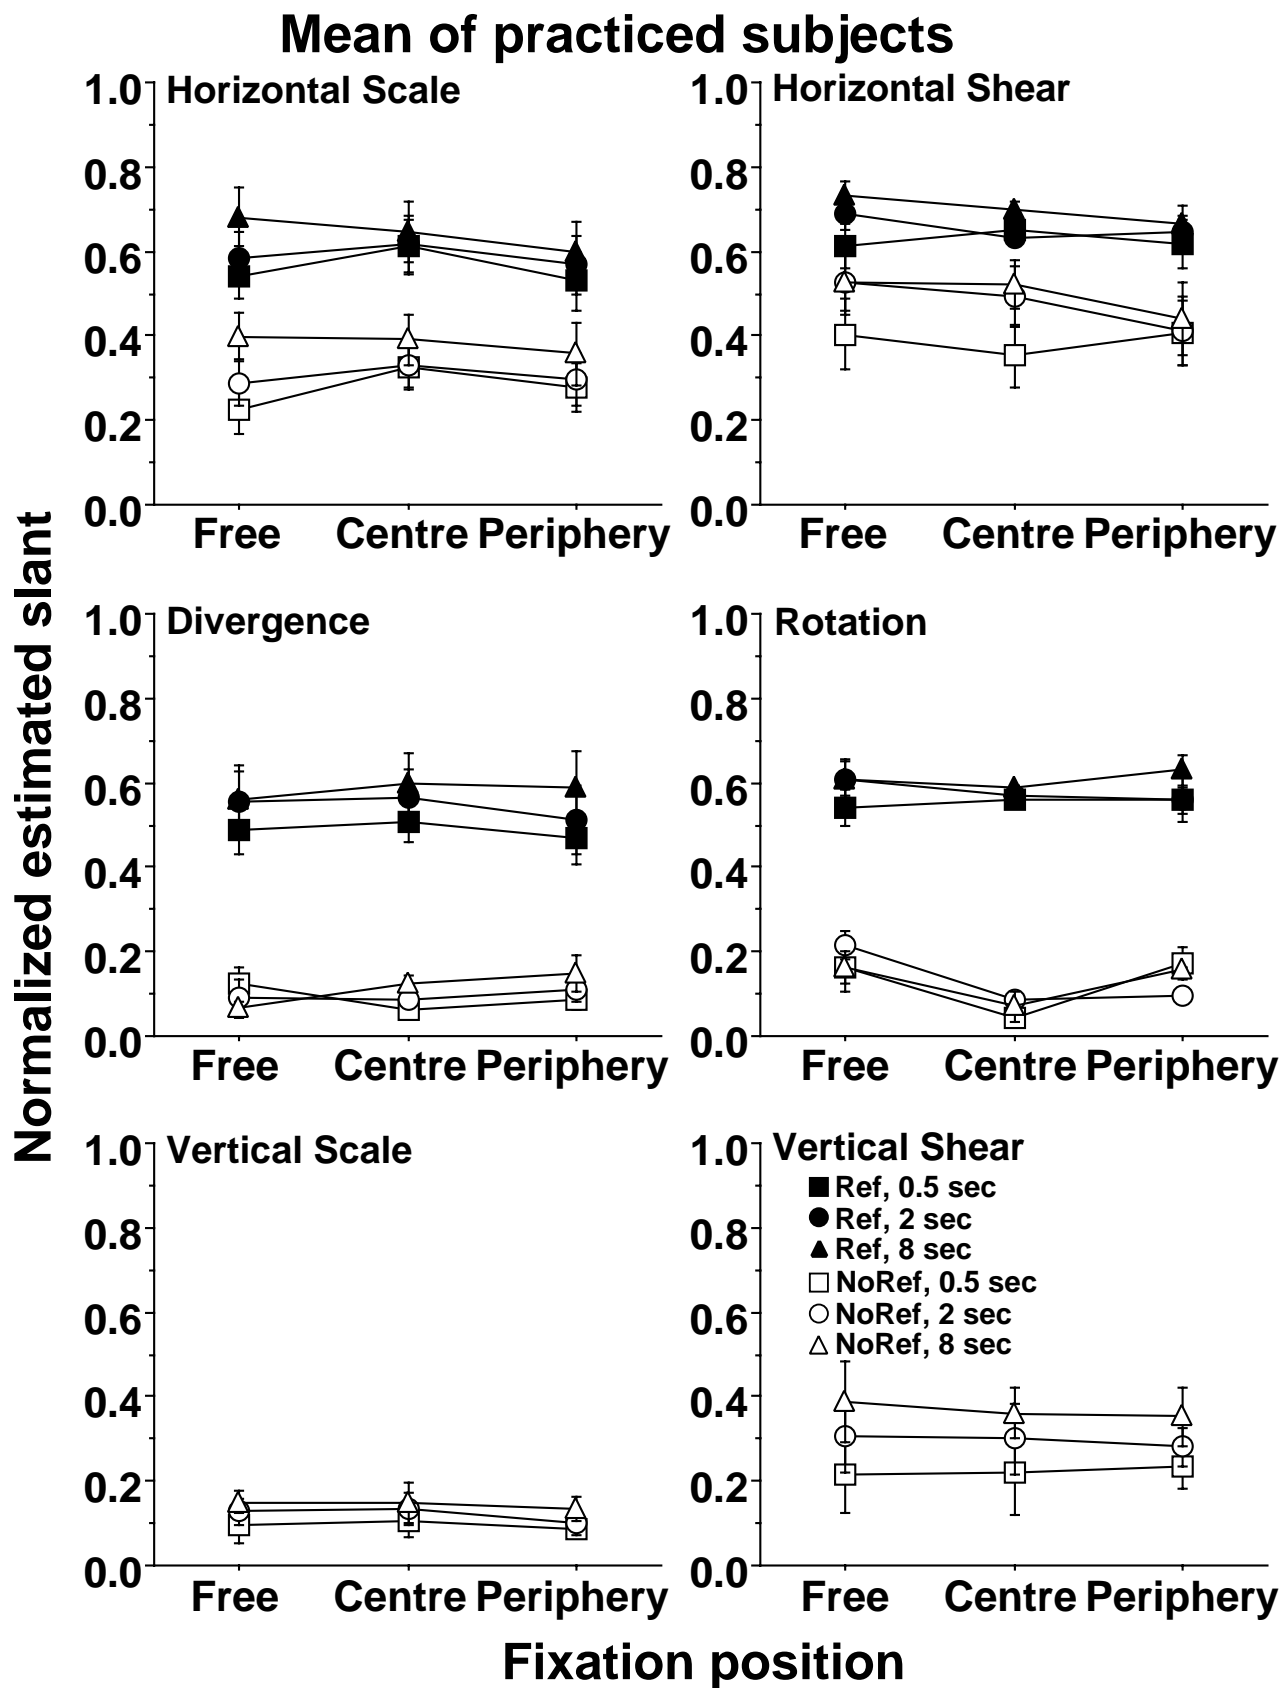 Mean of practiced subjects
Normalized estimated slant
Horizontal Scale
1.0
0.8
0.6
0.4
0.2
0.0
Free Centre Periphery
Horizontal Shear
1.0
0.8
0.6
0.4
0.2
0.0
Free Centre Periphery
Divergence
1.0
0.8
0.6
0.4
0.2
0.0
Free Centre Periphery
Rotation
1.0
0.8
0.6
0.4
0.2
0.0
Free Centre Periphery
Vertical Scale
1.0
0.8
0.6
0.4
0.2
0.0
Free Centre Periphery
Vertical Shear
Ref, 0.5 sec
Ref, 2 sec
Ref, 8 sec
NoRef, 0.5 sec
NoRef, 2 sec
NoRef, 8 sec
1.0
0.8
0.6
0.4
0.2
0.0
Free Centre Periphery
Fixation position